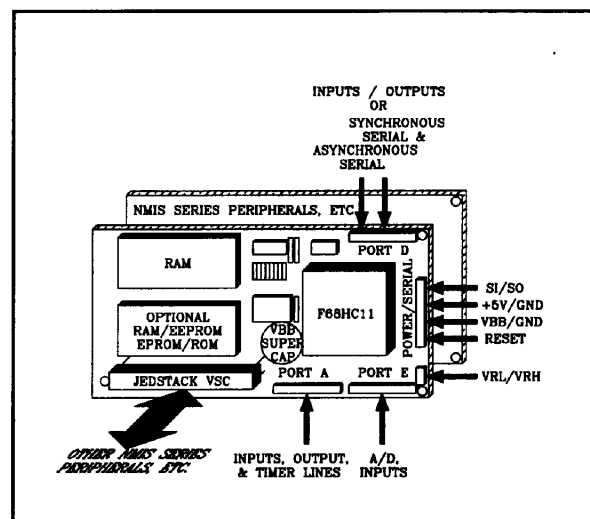 INPUTS / OUTPUTS
OR
SYNCHRONOUS
SERIAL &
ASYNCHRONOUS
SERIAL
NMIS SERIES PERIPHERALS, ETC
PORT D
RAM
F68HC11
POWER/SERIAL
SI/SO
+5V/GND
VBB/GND
RESET
OPTIONAL
RAM/EEPROM
EPROM/ROM
VBB
SUPER
CAP
JEDSTACK VSC
PORT A
PORT E
VRL/VRH
OTHER NMIS SERIES
PERIPHERALS, ETC.
INPUTS, OUTPUT,
& TIMER LINES
A/D,
INPUTS